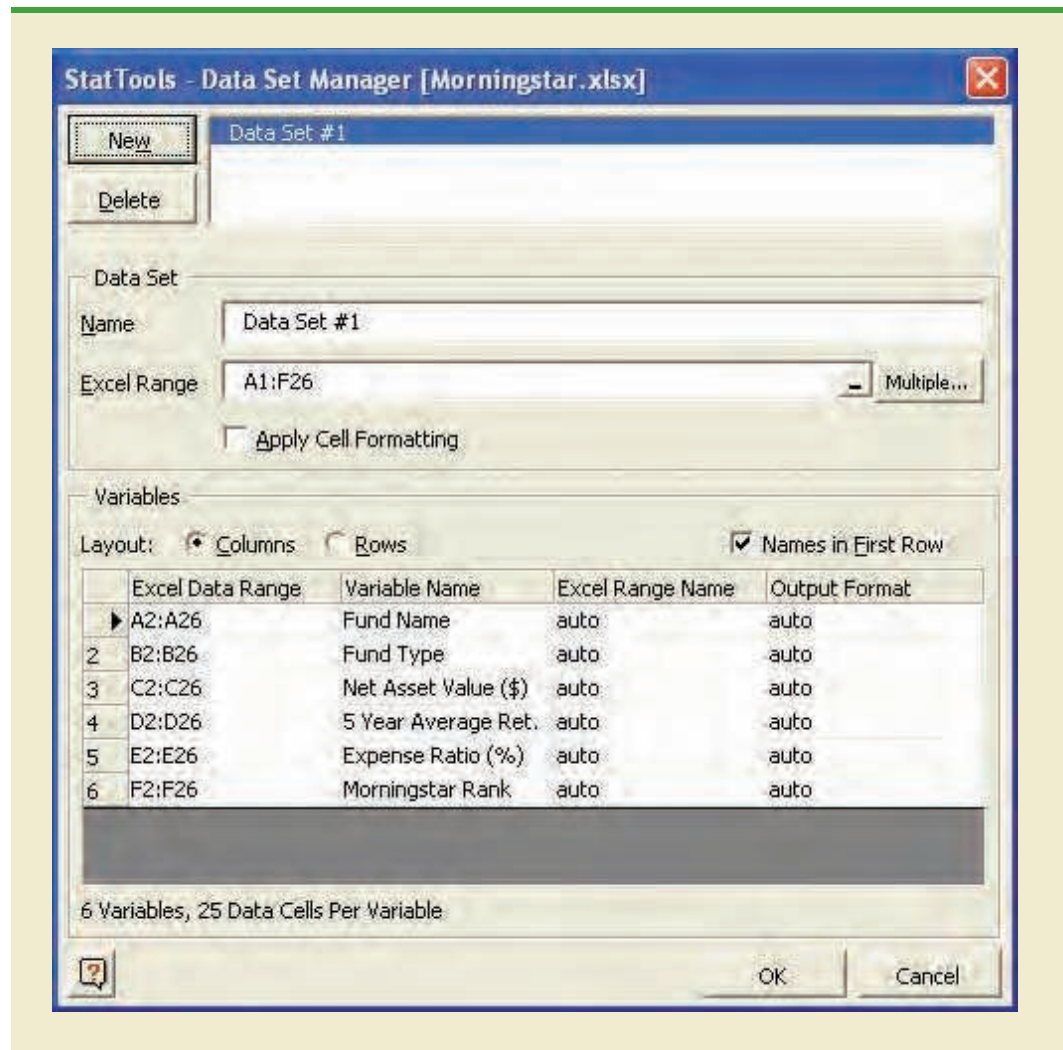 StatTools - Data Set Manager [Morningstar.xlsx]
New
Data Set #1
Delete
Data Set
Name
Data Set #1
Excel Range
A1:F26
Multiple...
Apply Cell Formatting
Variables
Layout: Columns Rows Names in First Row
Excel Data Range Variable Name Excel Range Name Output Format
A2:A26 Fund Name auto auto
2 B2:B26 Fund Type auto auto
3 C2:C26 Net Asset Value ($) auto auto
4 D2:D26 5 Year Average Ret. auto auto
5 E2:E26 Expense Ratio (%) auto auto
6 F2:F26 Morningstar Rank auto auto
6 Variables, 25 Data Cells Per Variable
OK Cancel